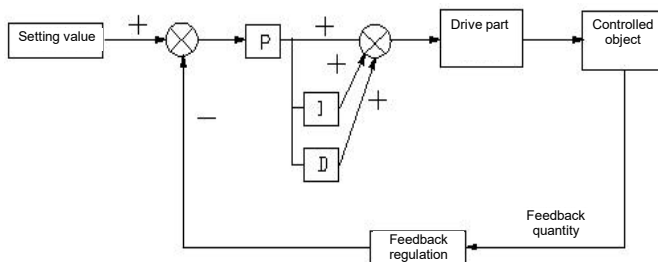 Setting value
+
−
P
+
+
+
I
D
Drive part
Controlled
object
Feedback
quantity
Feedback
regulation